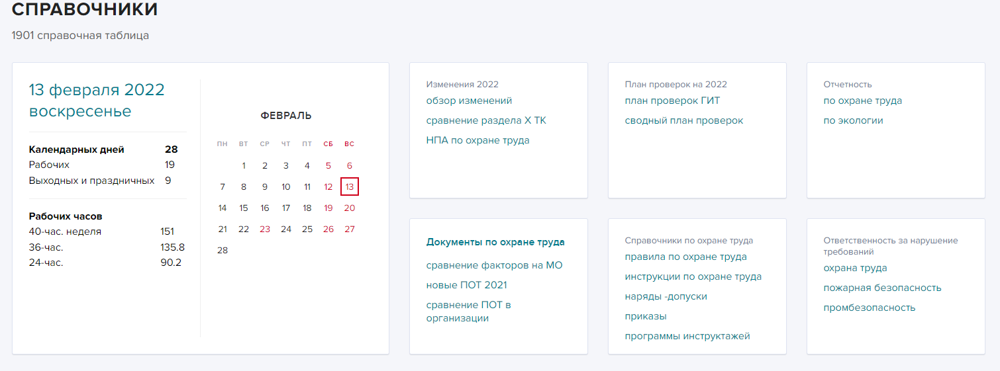 СПРАВОЧНИКИ
1901 справочная таблица
13 февраля 2022
воскресенье
Календарных дней 28
Рабочих 19
Выходных и праздничных 9
Рабочих часов
40-час. неделя 151
36-час. 135.8
24-час. 90.2
ФЕВРАЛЬ
ПН ВТ СР ЧТ ПТ СБ ВС
1 2 3 4 5 6
7 8 9 10 11 12 13
14 15 16 17 18 19 20
21 22 23 24 25 26 27
28
Изменения 2022
обзор изменений
сравнение раздела X ТК
НПА по охране труда
План проверок на 2022
план проверок ГИТ
сводный план проверок
Отчетность
по охране труда
по экологии
Документы по охране труда
сравнение факторов на МО
новые ПОТ 2021
сравнение ПОТ в
организации
Справочники по охране труда
правила по охране труда
инструкции по охране труда
наряды -допуски
приказы
программы инструктажей
Ответственность за нарушение
требований
охрана труда
пожарная безопасность
промбезопасность